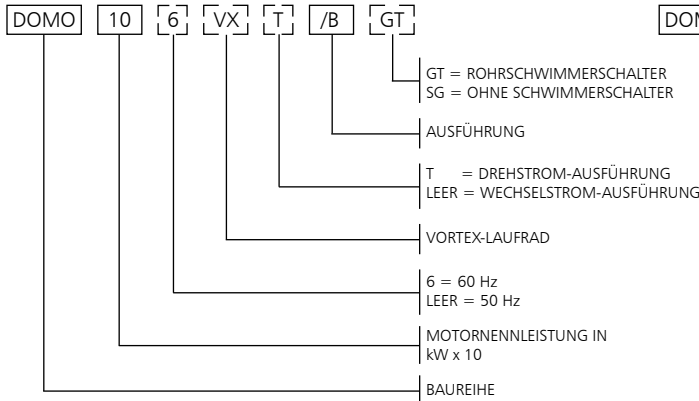 DOMO 10 6 VX T /B GT
GT = ROHRSCHWIMMERSCHALTER
SG = OHNE SCHWIMMERSCHALTER
AUSFÜHRUNG
T = DREHSTROM-AUSFÜHRUNG
LEER = WECHSELSTROM-AUSFÜHRUNG
VORTEX-LAUFRAD
6 = 60 Hz
LEER = 50 Hz
MOTORNENNLEISTUNG IN
kW x 10
BAUREIHE